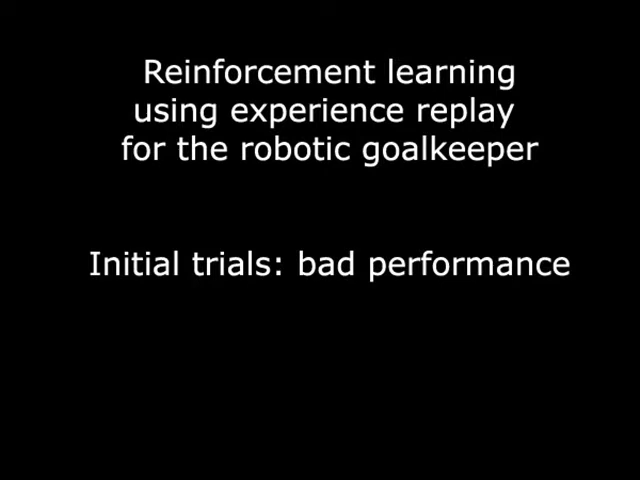 Reinforcement learning
using experience replay
for the robotic goalkeeper
Initial trials: bad performance